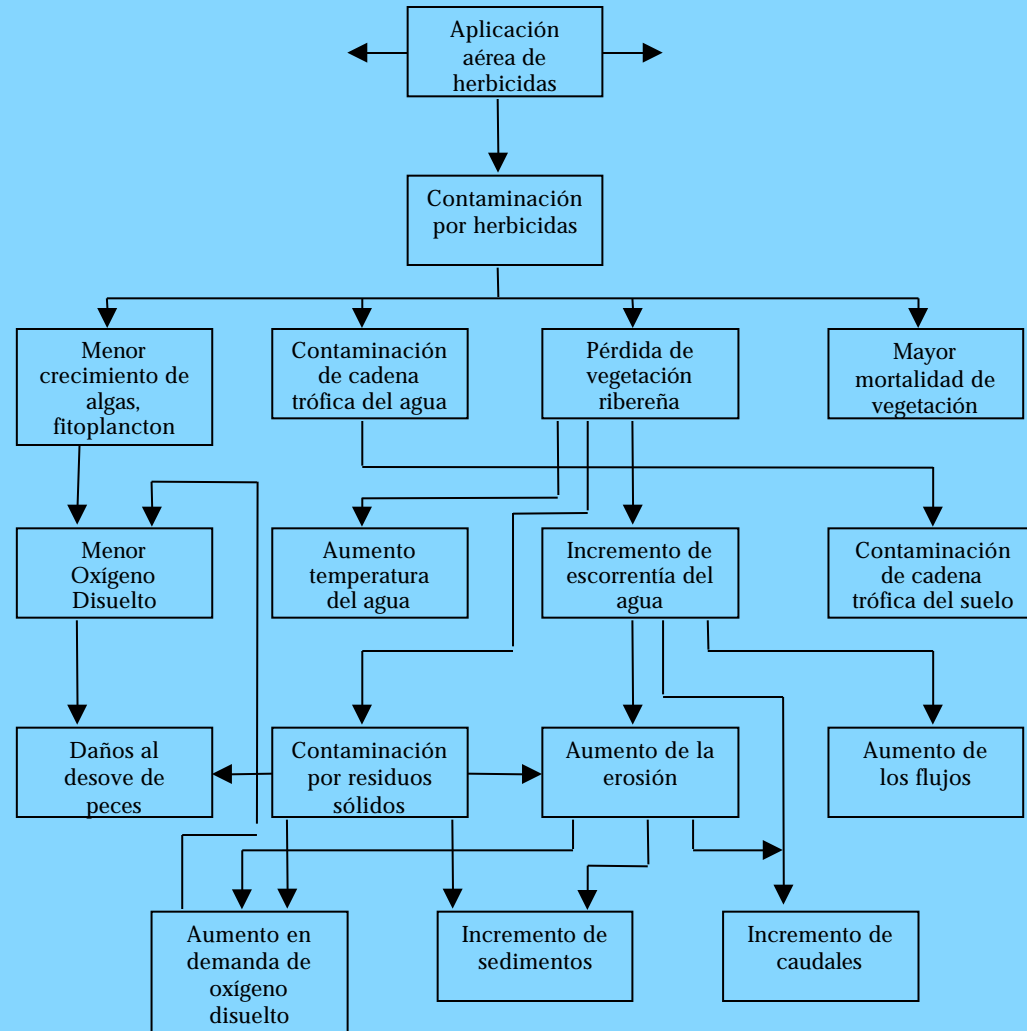 Aplicación
aérea de
herbicidas
Contaminación
por herbicidas
Menor
crecimiento de
algas,
fitoplancton
Contaminación
de cadena
trófica del agua
Pérdida de
vegetación
ribereña
Mayor
mortalidad de
vegetación
Menor
Oxígeno
Disuelto
Aumento
temperatura
del agua
Incremento de
escorrentía del
agua
Contaminación
de cadena
trófica del suelo
Daños al
desove de
peces
Contaminación
por residuos
sólidos
Aumento de la
erosión
Aumento de
los flujos
Aumento en
demanda de
oxígeno
disuelto
Incremento de
sedimentos
Incremento de
caudales